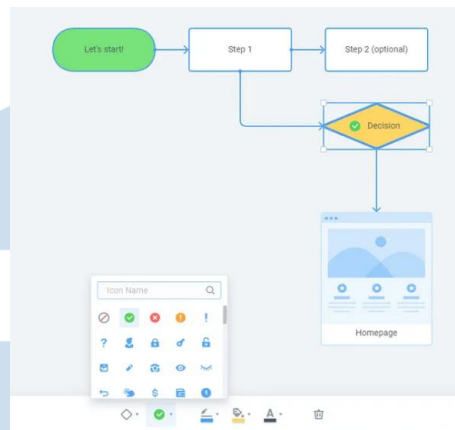 Let's start!
Step 1
Step 2 (optional)
Decision
Icon Name
Homepage